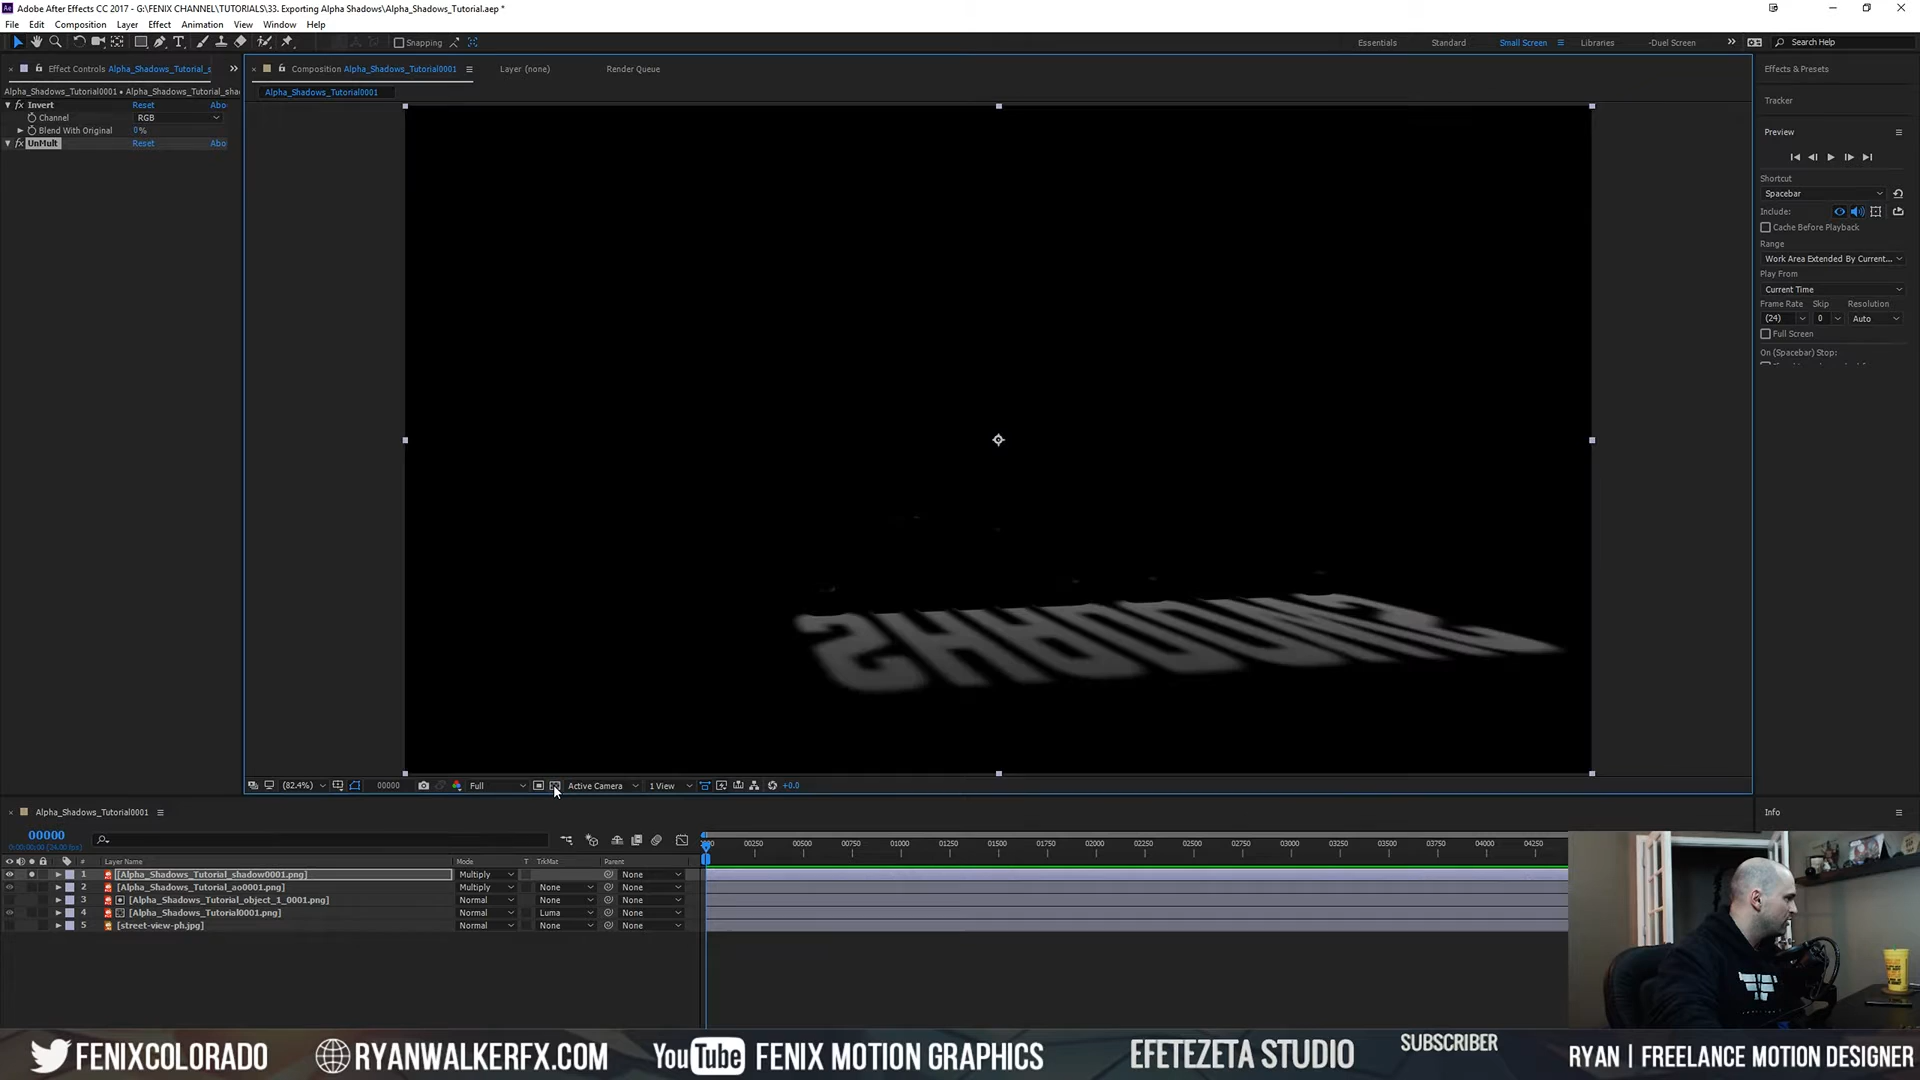 Adobe After Effects CC 2017 - G:\FENIX CHANNEL\TUTORIALS\33. Exporting Alpha Shadows\Alpha_Shadows_Tutorial.aep *
File Edit Composition Layer Effect Animation View Window Help
Snapping
Essentials Standard Small Screen Libraries -Duel Screen Search Help
Effect Controls Alpha_Shadows_Tutorial_s
Composition Alpha_Shadows_Tutorial0001 Layer (none) Render Queue
Effects & Presets
Alpha_Shadows_Tutorial0001 • Alpha_Shadows_Tutorial_sha
Alpha_Shadows_Tutorial0001
Tracker
fx Invert Reset Abo
Channel RGB
Blend With Original 0%
fx UnMult Reset Abo
Preview
Shortcut
Spacebar
Include:
Cache Before Playback
Range
Work Area Extended By Current...
Play From
Current Time
Frame Rate Skip Resolution
(24) 0 Auto
Full Screen
On (Spacebar) Stop:
SHADOWS
(82.4%) 00000 Full Active Camera 1 View +0.0
Alpha_Shadows_Tutorial0001
Info
00000
00250 00500 00750 01000 01250 01500 01750 02000 02250 02500 02750 03000 03250 03500 03750 04000 04250
# Layer Name Mode T TrkMat Parent
1 [Alpha_Shadows_Tutorial_shadow0001.png] Multiply None
2 [Alpha_Shadows_Tutorial_ao0001.png] Multiply None None
3 [Alpha_Shadows_Tutorial_object_1_0001.png] Normal None None
4 [Alpha_Shadows_Tutorial0001.png] Normal Luma None
5 [street-view-ph.jpg] Normal None None
FENIXCOLORADO RYANWALKERFX.COM YouTube FENIX MOTION GRAPHICS EFETEZETA STUDIO SUBSCRIBER RYAN | FREELANCE MOTION DESIGNER